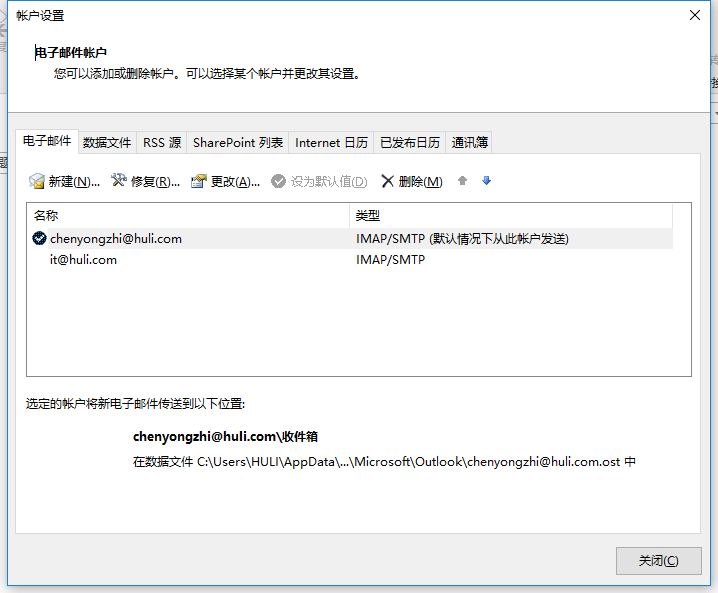 帐户设置
电子邮件帐户
您可以添加或删除帐户。可以选择某个帐户并更改其设置。
电子邮件 数据文件 RSS 源 SharePoint 列表 Internet 日历 已发布日历 通讯簿
新建(N)... 修复(R)... 更改(A)... 设为默认值(D) 删除(M)
名称 类型
chenyongzhi@huli.com IMAP/SMTP (默认情况下从此帐户发送)
it@huli.com IMAP/SMTP
选定的帐户将新电子邮件传送到以下位置:
chenyongzhi@huli.com\收件箱
在数据文件 C:\Users\HULI\AppData\...\Microsoft\Outlook\chenyongzhi@huli.com.ost 中
关闭(C)